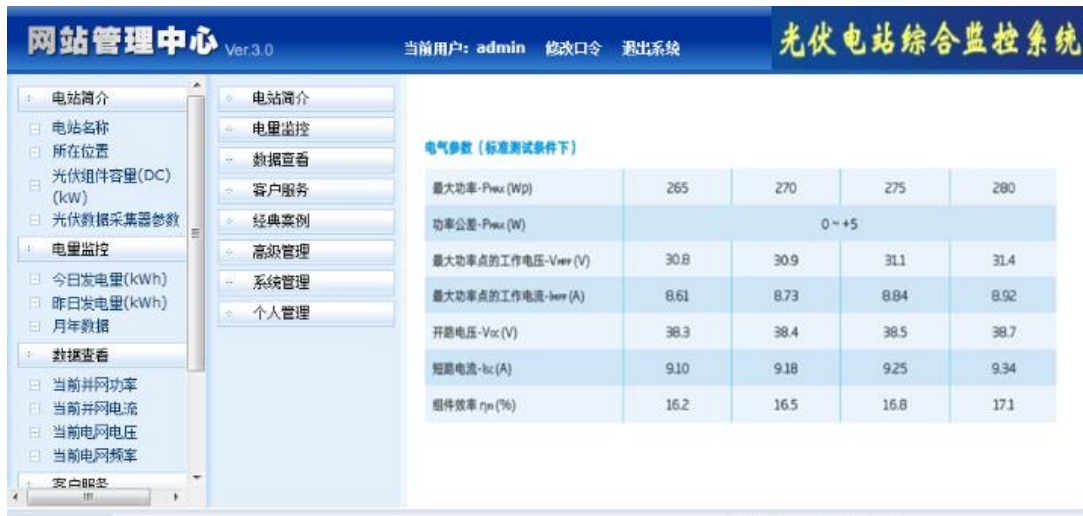 网站管理中心 Ver.3.0 当前用户: admin 修改口令 退出系统 光伏电站综合监控系统
电站简介
电站名称
所在位置
光伏组件容量(DC)
(kW)
光伏数据采集器参数
电量监控
今日发电量(kWh)
昨日发电量(kWh)
月年数据
数据查看
当前并网功率
当前并网电流
当前电网电压
当前电网频率
客户服务
电站简介
电量监控
数据查看
客户服务
经典案例
高级管理
系统管理
个人管理
电气参数（标准测试条件下）
最大功率-PMAX (Wp) 265 270 275 280
功率公差-PMAX (W) 0 ~ +5
最大功率点的工作电压-VMPP (V) 30.8 30.9 31.1 31.4
最大功率点的工作电流-IMPP (A) 8.61 8.73 8.84 8.92
开路电压-VOC (V) 38.3 38.4 38.5 38.7
短路电流-ISC (A) 9.10 9.18 9.25 9.34
组件效率 ηm (%) 16.2 16.5 16.8 17.1